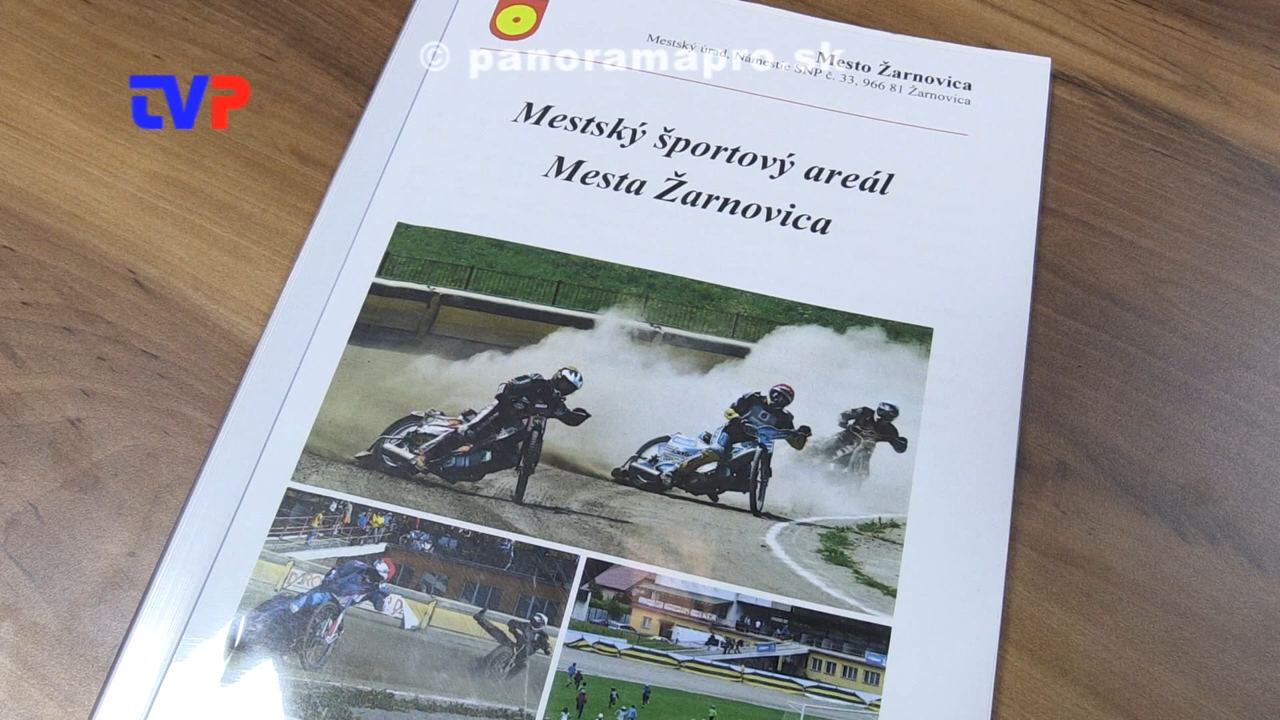 © panoramapro.sk
TVP
Mesto Žarnovica
Mestský úrad, Námestie SNP č. 33, 966 81 Žarnovica
Mestský športový areál
Mesta Žarnovica